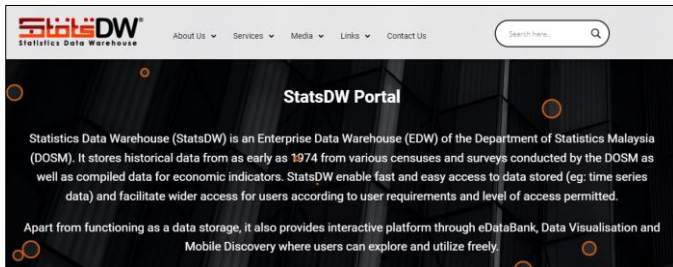 StatsDW®
Statistics Data Warehouse
About Us Services Media Links Contact Us Search here..
StatsDW Portal
Statistics Data Warehouse (StatsDW) is an Enterprise Data Warehouse (EDW) of the Department of Statistics Malaysia
(DOSM). It stores historical data from as early as 1974 from various censuses and surveys conducted by the DOSM as
well as compiled data for economic indicators. StatsDW enable fast and easy access to data stored (eg: time series
data) and facilitate wider access for users according to user requirements and level of access permitted.
Apart from functioning as a data storage, it also provides interactive platform through eDataBank, Data Visualisation and
Mobile Discovery where users can explore and utilize freely.